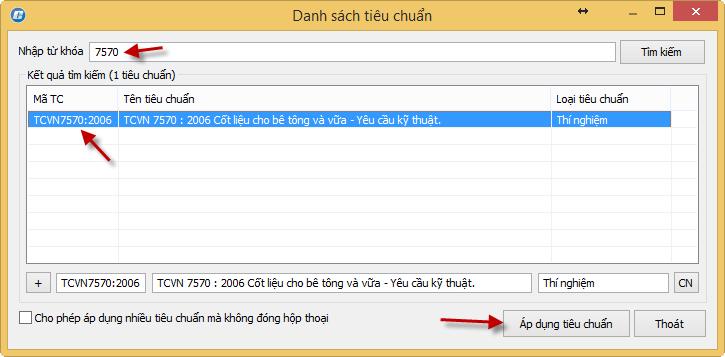 Danh sách tiêu chuẩn
Nhập từ khóa 7570 Tìm kiếm
Kết quả tìm kiếm (1 tiêu chuẩn)
Mã TC Tên tiêu chuẩn Loại tiêu chuẩn
TCVN7570:2006 TCVN 7570 : 2006 Cốt liệu cho bê tông và vữa - Yêu cầu kỹ thuật. Thí nghiệm
+ TCVN7570:2006 TCVN 7570 : 2006 Cốt liệu cho bê tông và vữa - Yêu cầu kỹ thuật. Thí nghiệm CN
Cho phép áp dụng nhiều tiêu chuẩn mà không đóng hộp thoại Áp dụng tiêu chuẩn Thoát